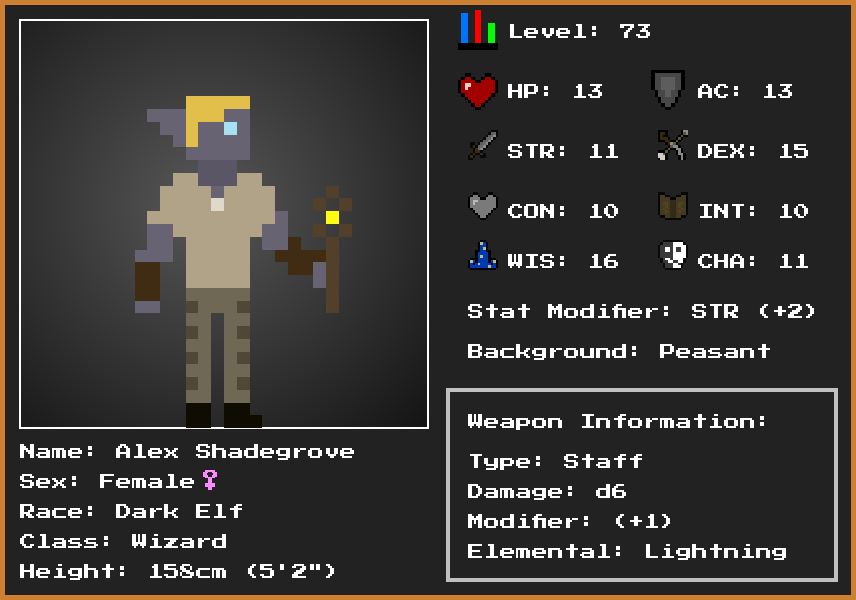 Level: 73
HP: 13
AC: 13
STR: 11
DEX: 15
CON: 10
INT: 10
WIS: 16
CHA: 11
Stat Modifier: STR (+2)
Background: Peasant
Weapon Information:
Type: Staff
Damage: d6
Modifier: (+1)
Elemental: Lightning
Name: Alex Shadegrove
Sex: Female♀
Race: Dark Elf
Class: Wizard
Height: 158cm (5'2")